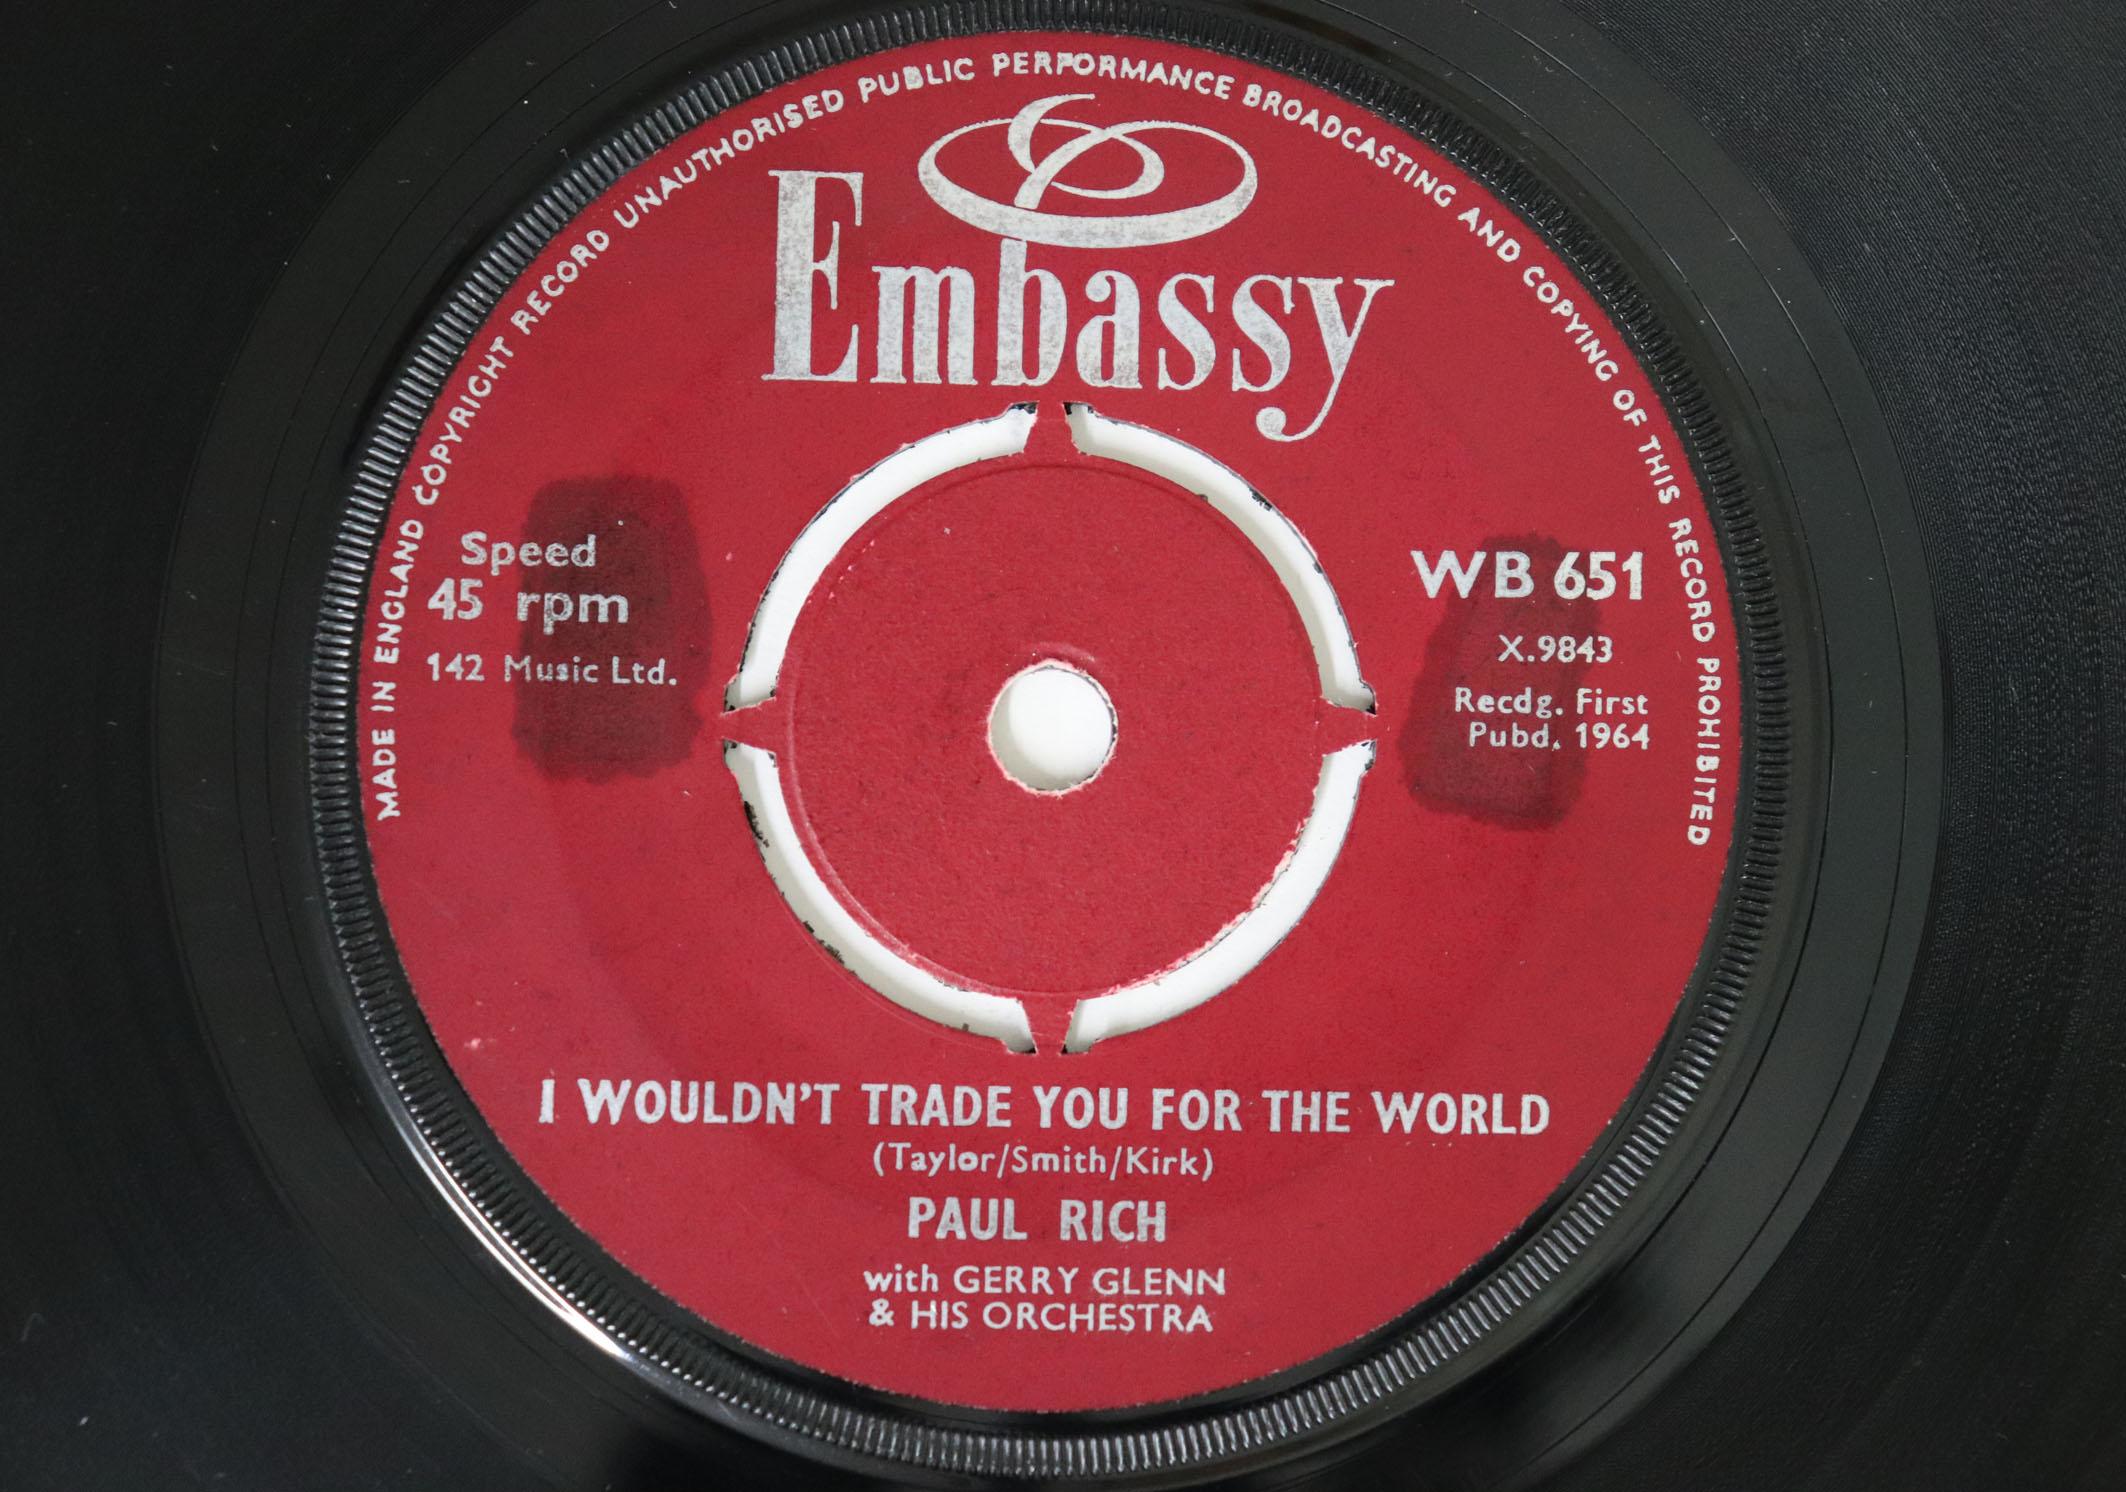 MADE IN ENGLAND COPYRIGHT RECORD UNAUTHORISED PUBLIC PERFORMANCE BROADCASTING AND COPYING OF THIS RECORD PROHIBITED
Embassy
Speed
45 rpm
142 Music Ltd.
WB 651
X.9843
Recdg. First
Pubd. 1964
I WOULDN'T TRADE YOU FOR THE WORLD
(Taylor/Smith/Kirk)
PAUL RICH
with GERRY GLENN
& HIS ORCHESTRA